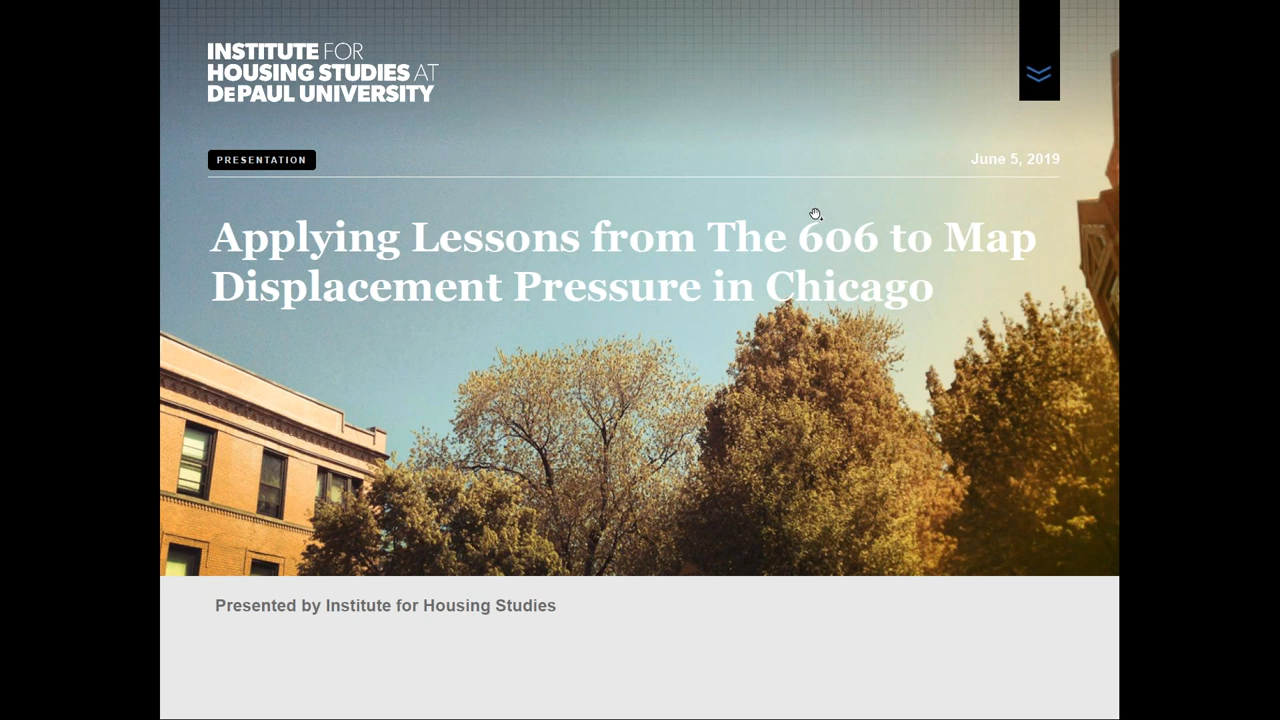 INSTITUTE FOR
HOUSING STUDIES AT
DEPAUL UNIVERSITY
PRESENTATION
June 5, 2019
Applying Lessons from The 606 to Map
Displacement Pressure in Chicago
Presented by Institute for Housing Studies